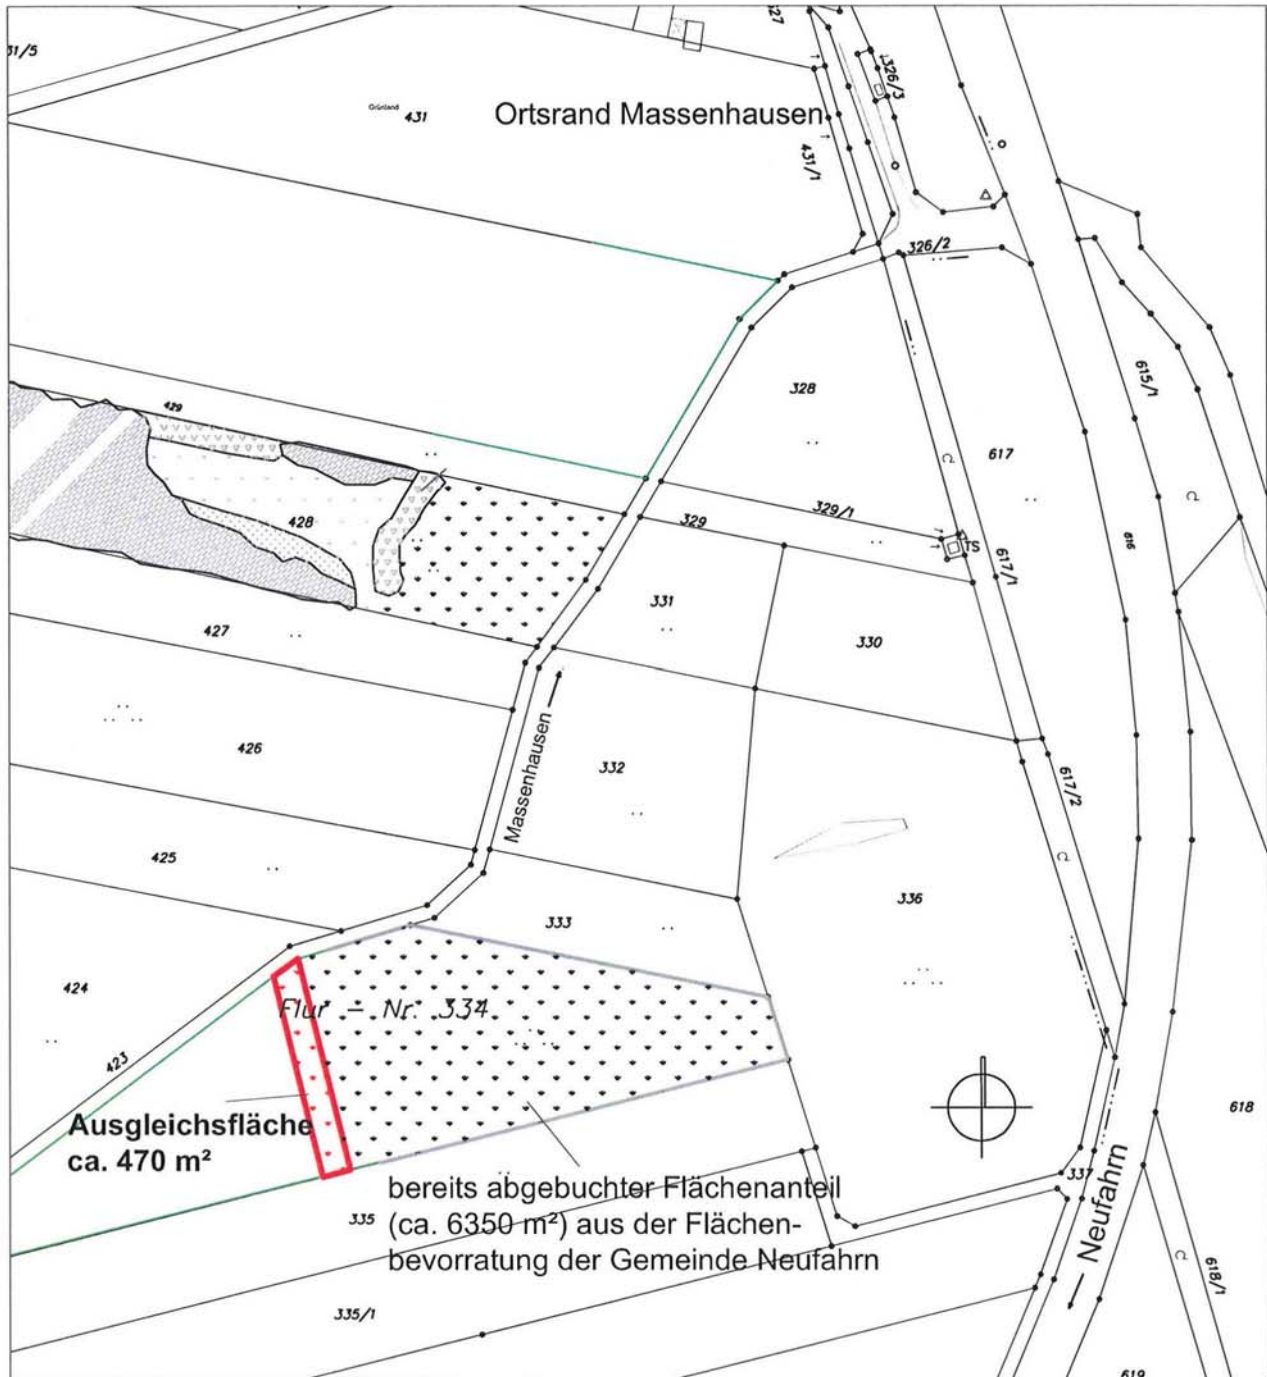 627
31/5
326/3
Grünland
431
Ortsrand Massenhausen
431/1
326/2
328
615/1
429
617
428
329
329/1
TS
616
617/1
331
427
330
426
332
Massenhausen
617/2
425
336
333
424
Flur - Nr. 334
423
Ausgleichsfläche
ca. 470 m²
618
337
bereits abgebuchter Flächenanteil
(ca. 6350 m²) aus der Flächen-
bevorratung der Gemeinde Neufahrn
335
Neufahrn
618/1
335/1
619